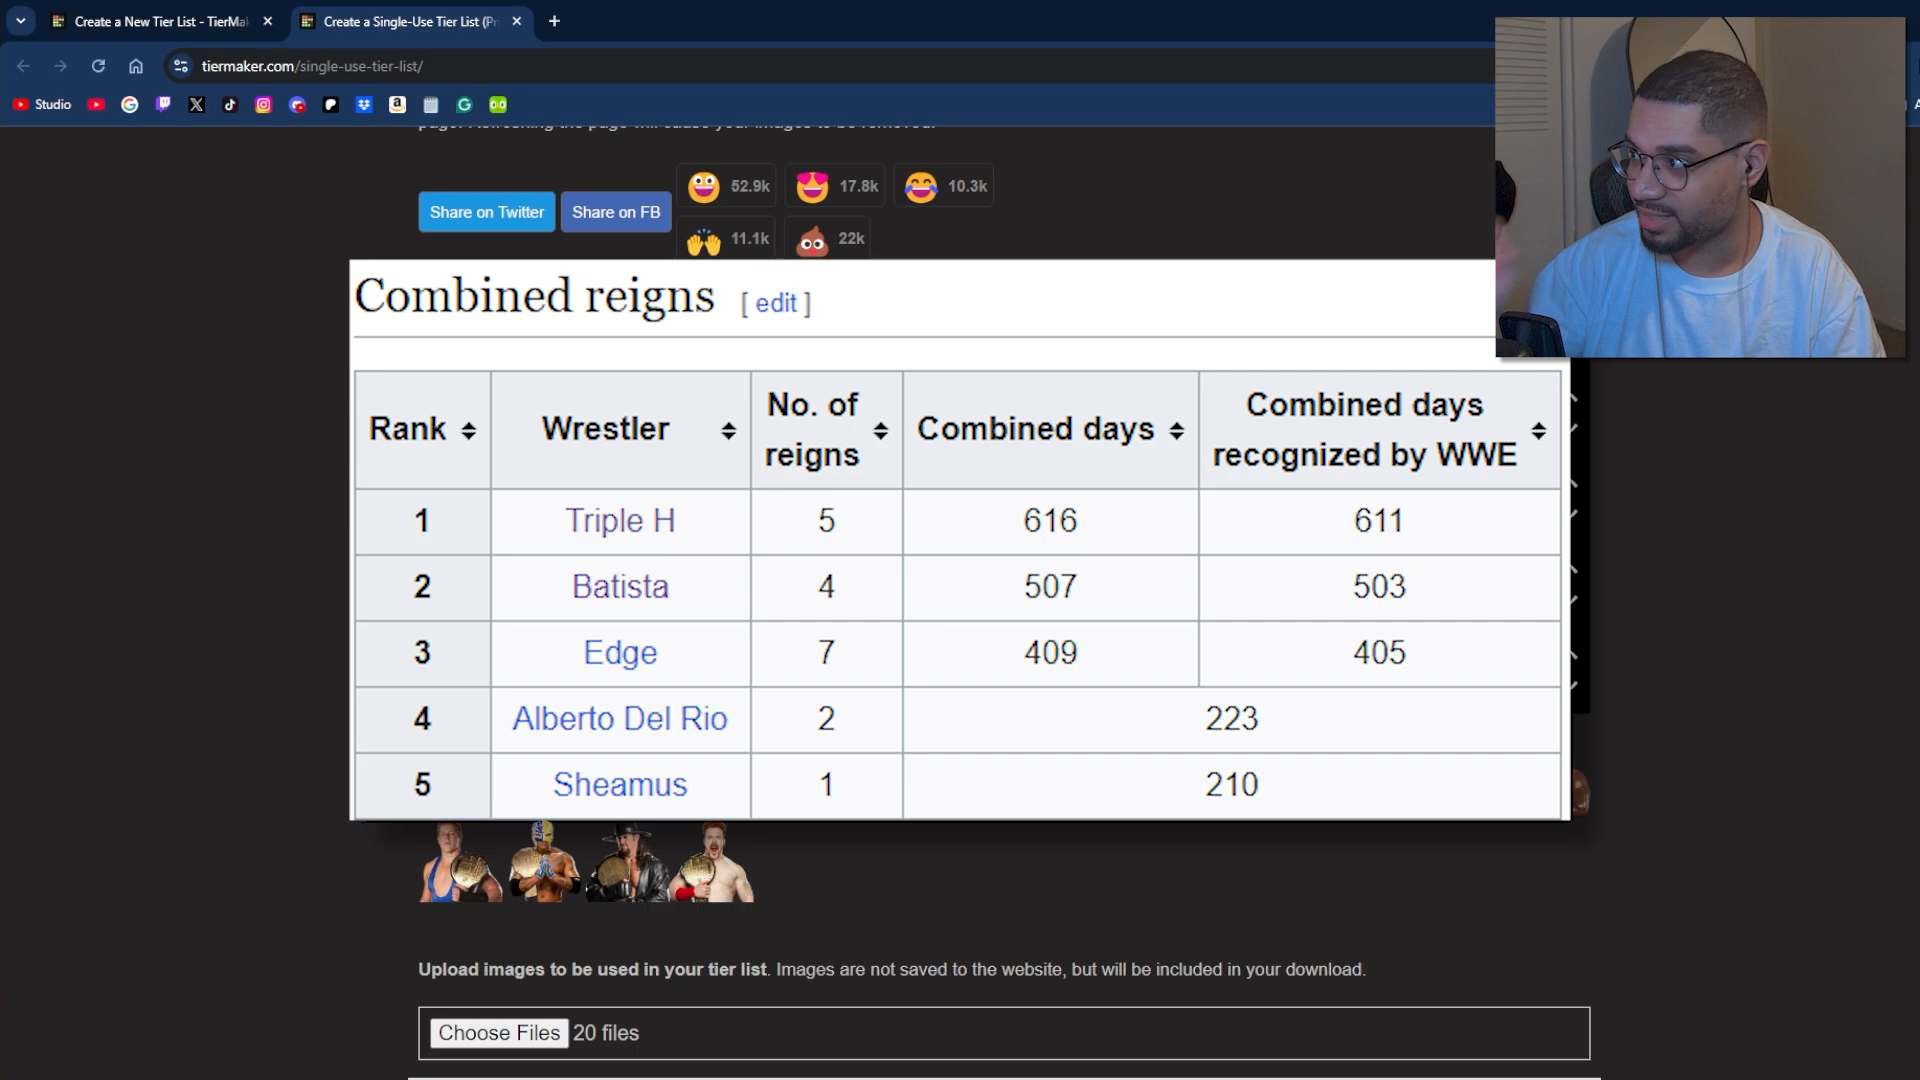 Create a New Tier List - TierMa
Create a Single-Use Tier List (Pr
tiermaker.com/single-use-tier-list/
Studio
Share on Twitter
Share on FB
52.9k
17.8k
10.3k
11.1k
22k
Combined reigns [ edit ]
Rank
Wrestler
No. of reigns
Combined days
Combined days recognized by WWE
1 Triple H 5 616 611
2 Batista 4 507 503
3 Edge 7 409 405
4 Alberto Del Rio 2 223
5 Sheamus 1 210
Upload images to be used in your tier list. Images are not saved to the website, but will be included in your download.
Choose Files 20 files